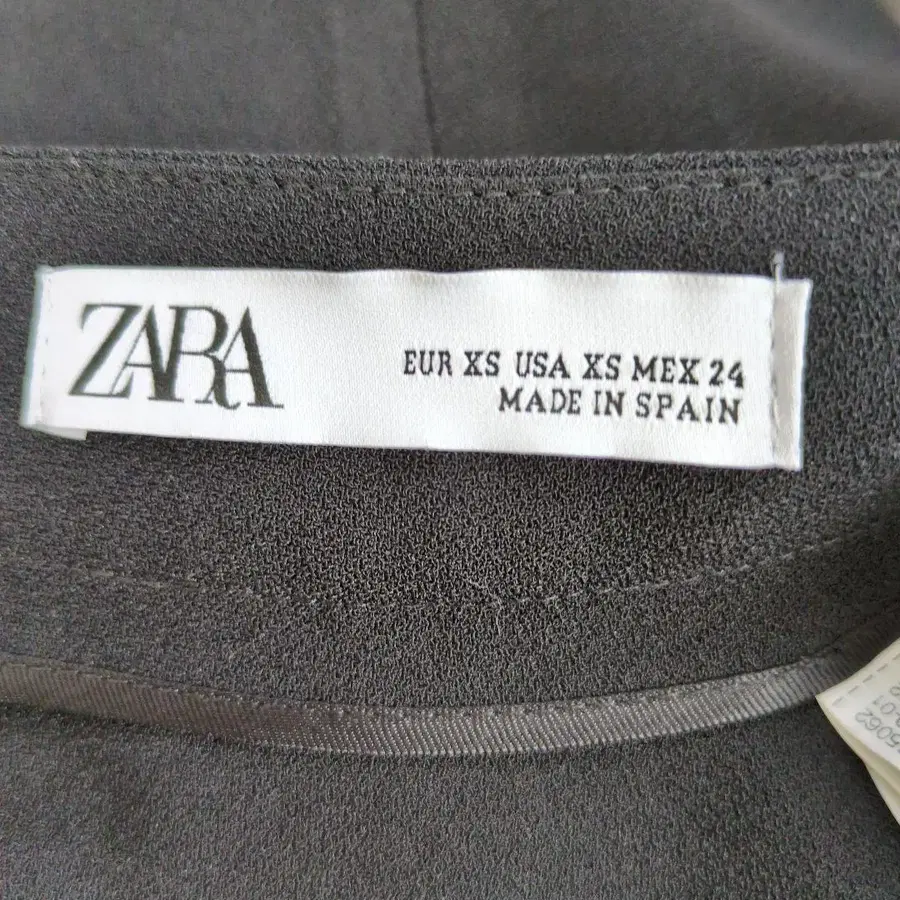 ZARA
EUR XS USA XS MEX 24
MADE IN SPAIN